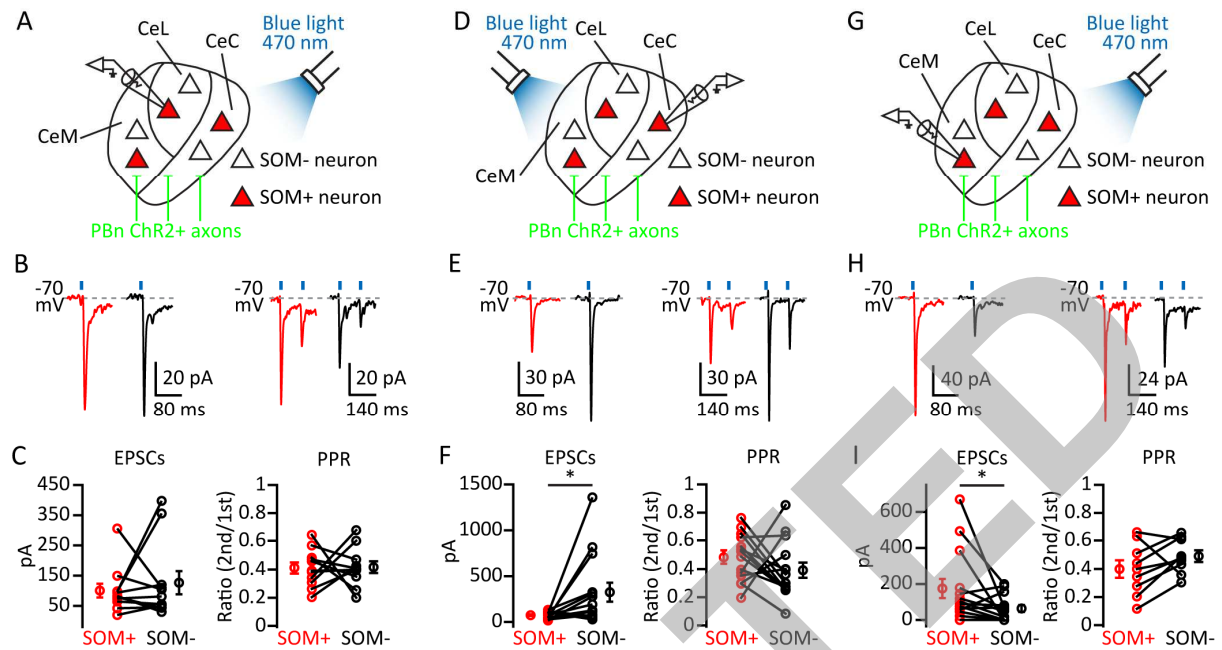 A
Blue light
470 nm
CeL
CeC
CeM
SOM- neuron
SOM+ neuron
PBn ChR2+ axons
D
Blue light
470 nm
CeL
CeC
CeM
SOM- neuron
SOM+ neuron
PBn ChR2+ axons
G
Blue light
470 nm
CeL
CeC
CeM
SOM- neuron
SOM+ neuron
PBn ChR2+ axons
B
-70
mV
20 pA
80 ms
-70
mV
20 pA
140 ms
E
-70
mV
30 pA
80 ms
-70
mV
30 pA
140 ms
H
-70
mV
40 pA
80 ms
-70
mV
24 pA
140 ms
C
EPSCs
pA
450
350
250
150
50
SOM+ SOM-
PPR
Ratio (2nd/1st)
1
0.8
0.6
0.4
0.2
0
SOM+ SOM-
F
EPSCs
*
pA
1500
1000
500
0
SOM+ SOM-
PPR
Ratio (2nd/1st)
1
0.8
0.6
0.4
0.2
0
SOM+ SOM-
I
EPSCs
*
pA
600
400
200
0
SOM+ SOM-
PPR
Ratio (2nd/1st)
1
0.8
0.6
0.4
0.2
0
SOM+ SOM-
TED